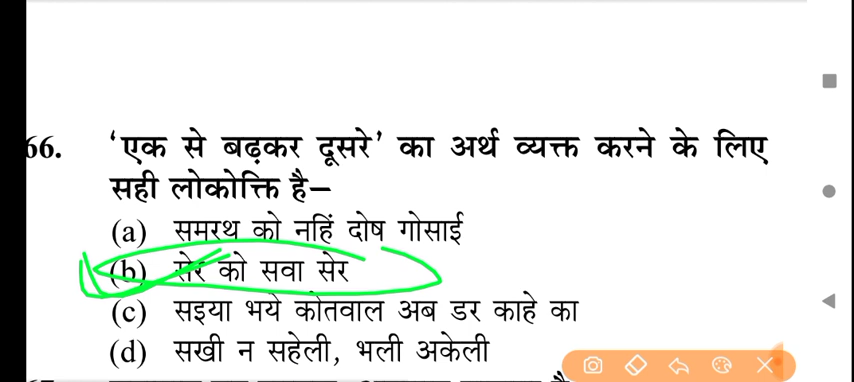 66. 'एक से बढ़कर दूसरे' का अर्थ व्यक्त करने के लिए
सही लोकोक्ति है–
(a) समरथ को नहिं दोष गोसाई
(b) सेर को सवा सेर
(c) सइया भये कोतवाल अब डर काहे का
(d) सखी न सहेली, भली अकेली